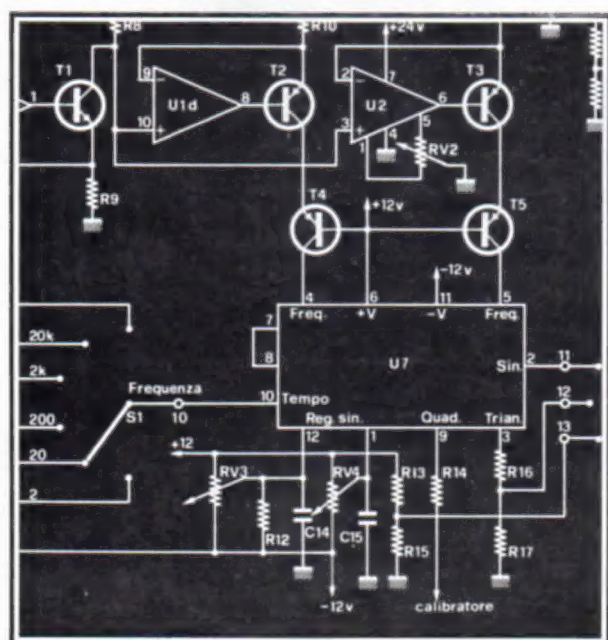 R8
R10
+24v
T1
9
T2
2
7
T3
1
U1d
8
U2
6
10
3
4
5
1
RV2
R9
T4
+12v
T5
-12v
4
6
11
5
Freq.
+V
-V
Freq.
7
8
U7
20k
Sin.
2
11
2k
12
Frequenza
10
Tempo
200
S1
10
Reg. sin.
Quad.
Trian.
13
12
1
9
3
20
+12
RV3
RV4
R13
R14
R16
2
R12
C14
C15
R15
R17
-12v
calibratore